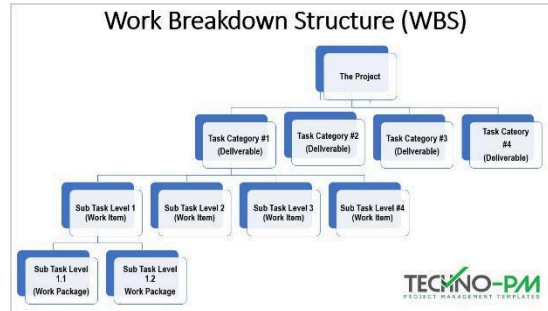 Work Breakdown Structure (WBS)
The Project
Task Category #1
(Deliverable)
Task Category #2
(Deliverable)
Task Category #3
(Deliverable)
Task Cateory
#4
(Deliverable)
Sub Task Level 1
(Work Item)
Sub Task Level 2
(Work Item)
Sub Task Level 3
(Work Item)
Sub Task Level #4
(Work Item)
Sub Task Level
1.1
(Work Package)
Sub Task Level
1.2
Work Package)
TECHNO-PM
PROJECT MANAGEMENT TEMPLATES